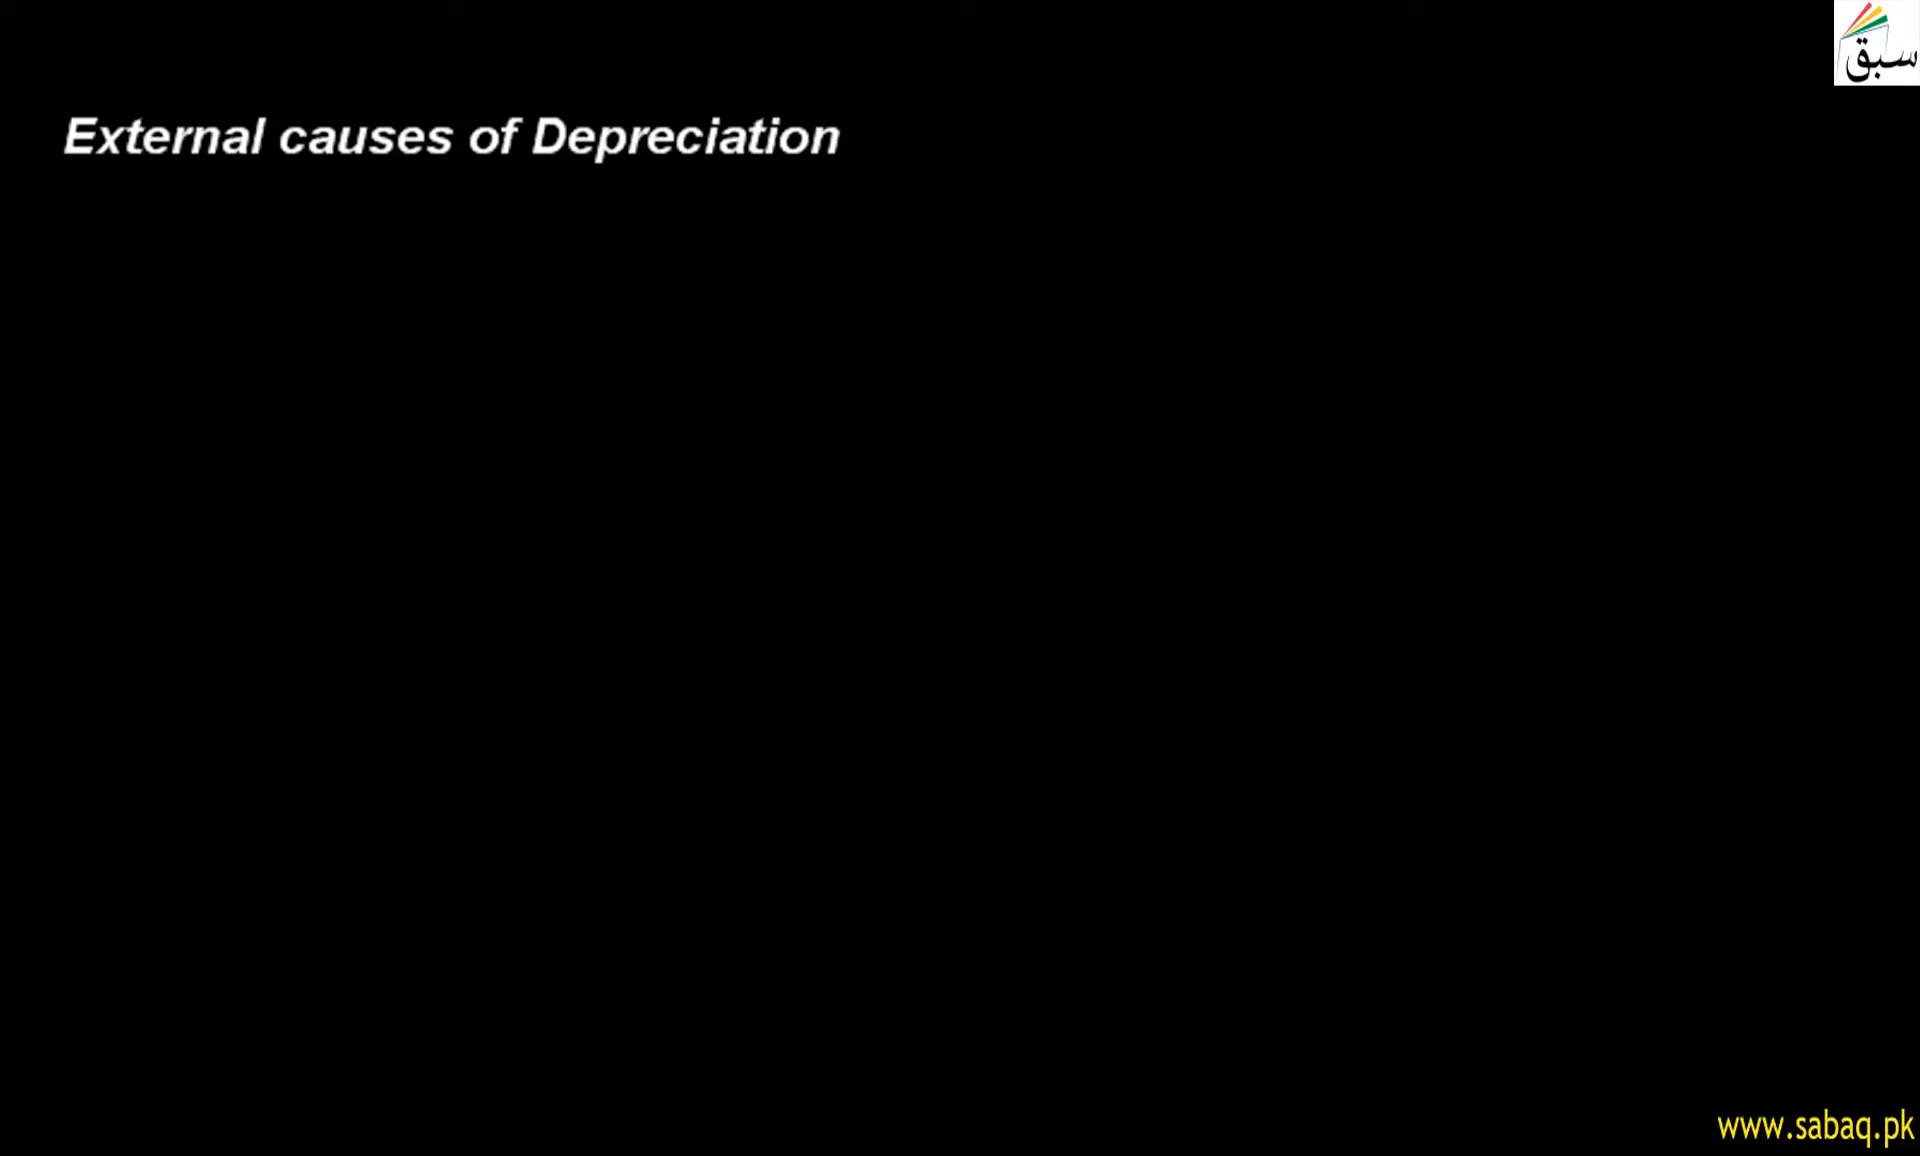 سبق
External causes of Depreciation
www.sabaq.pk